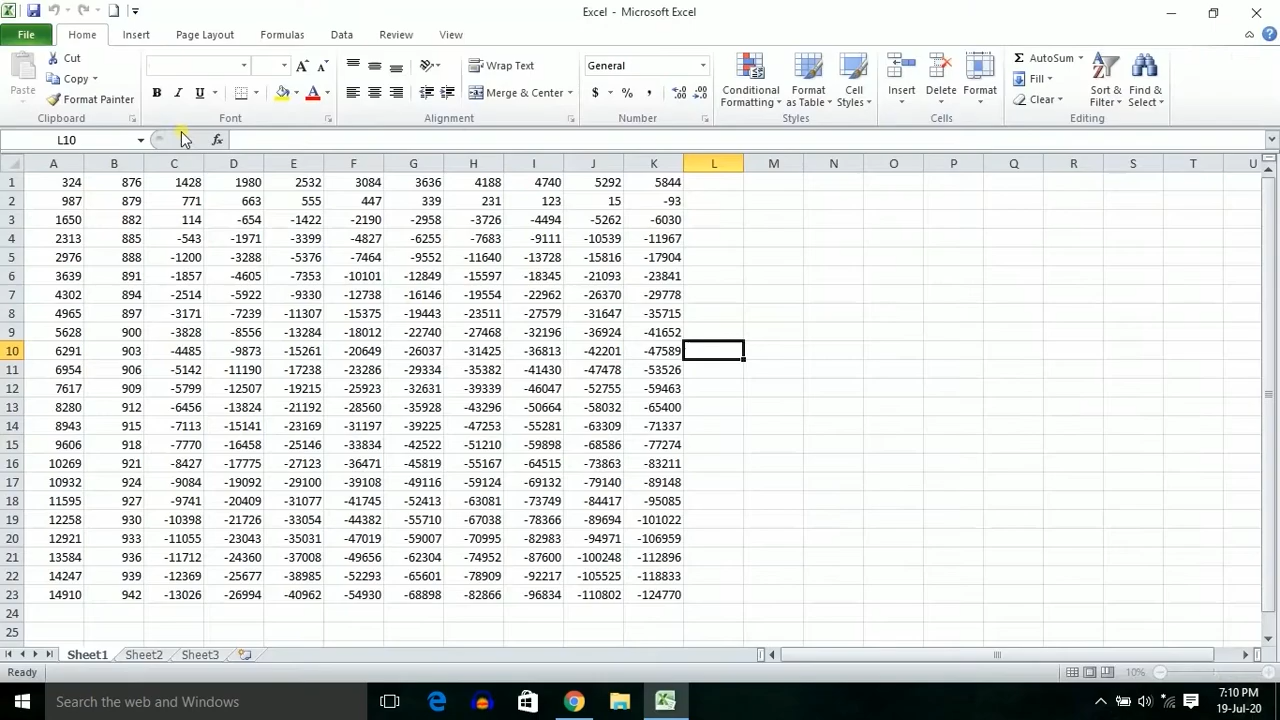 Excel - Microsoft Excel
File Home Insert Page Layout Formulas Data Review View
Paste
Cut
Copy
Format Painter
Clipboard
B I U A A A
Font
Wrap Text
Merge & Center
Alignment
General
$ % ,
Number
Conditional Formatting
Format as Table
Cell Styles
Styles
Insert Delete Format
Cells
AutoSum
Fill
Clear
Sort & Filter
Find & Select
Editing
L10 fx
A B C D E F G H I J K L M N O P Q R S T U
1 324 876 1428 1980 2532 3084 3636 4188 4740 5292 5844
2 987 879 771 663 555 447 339 231 123 15 -93
3 1650 882 114 -654 -1422 -2190 -2958 -3726 -4494 -5262 -6030
4 2313 885 -543 -1971 -3399 -4827 -6255 -7683 -9111 -10539 -11967
5 2976 888 -1200 -3288 -5376 -7464 -9552 -11640 -13728 -15816 -17904
6 3639 891 -1857 -4605 -7353 -10101 -12849 -15597 -18345 -21093 -23841
7 4302 894 -2514 -5922 -9330 -12738 -16146 -19554 -22962 -26370 -29778
8 4965 897 -3171 -7239 -11307 -15375 -19443 -23511 -27579 -31647 -35715
9 5628 900 -3828 -8556 -13284 -18012 -22740 -27468 -32196 -36924 -41652
10 6291 903 -4485 -9873 -15261 -20649 -26037 -31425 -36813 -42201 -47589
11 6954 906 -5142 -11190 -17238 -23286 -29334 -35382 -41430 -47478 -53526
12 7617 909 -5799 -12507 -19215 -25923 -32631 -39339 -46047 -52755 -59463
13 8280 912 -6456 -13824 -21192 -28560 -35928 -43296 -50664 -58032 -65400
14 8943 915 -7113 -15141 -23169 -31197 -39225 -47253 -55281 -63309 -71337
15 9606 918 -7770 -16458 -25146 -33834 -42522 -51210 -59898 -68586 -77274
16 10269 921 -8427 -17775 -27123 -36471 -45819 -55167 -64515 -73863 -83211
17 10932 924 -9084 -19092 -29100 -39108 -49116 -59124 -69132 -79140 -89148
18 11595 927 -9741 -20409 -31077 -41745 -52413 -63081 -73749 -84417 -95085
19 12258 930 -10398 -21726 -33054 -44382 -55710 -67038 -78366 -89694 -101022
20 12921 933 -11055 -23043 -35031 -47019 -59007 -70995 -82983 -94971 -106959
21 13584 936 -11712 -24360 -37008 -49656 -62304 -74952 -87600 -100248 -112896
22 14247 939 -12369 -25677 -38985 -52293 -65601 -78909 -92217 -105525 -118833
23 14910 942 -13026 -26994 -40962 -54930 -68898 -82866 -96834 -110802 -124770
24
25
Sheet1 Sheet2 Sheet3
Ready 10%
Search the web and Windows
7:10 PM
19-Jul-20